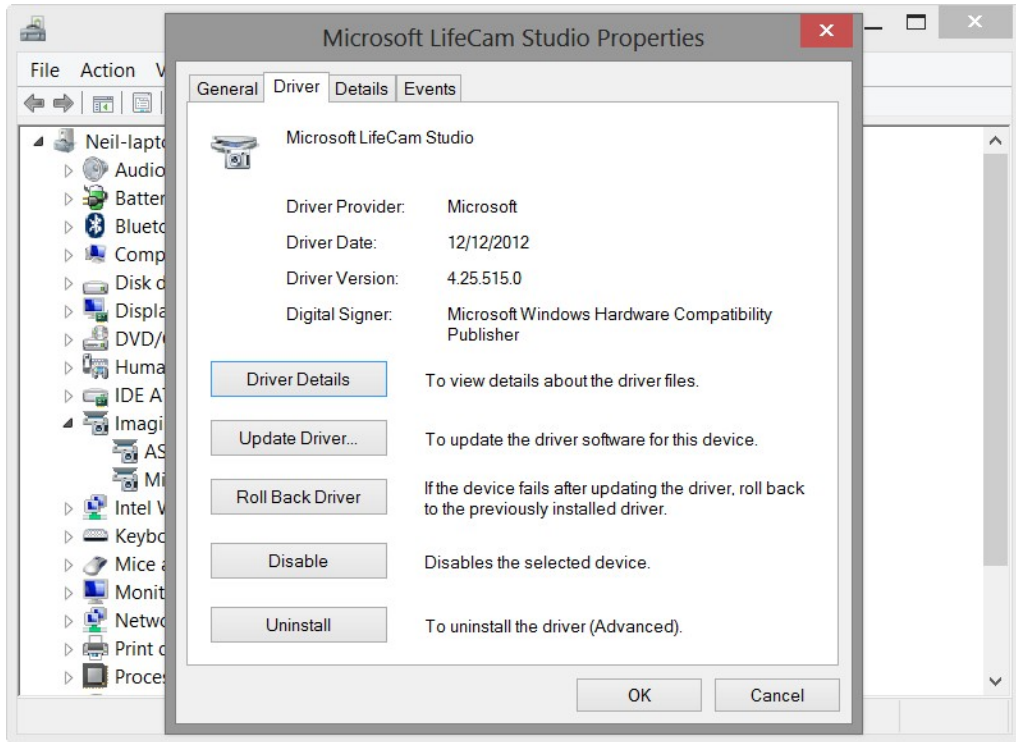 Microsoft LifeCam Studio Properties
File Action V
General Driver Details Events
Microsoft LifeCam Studio
Driver Provider: Microsoft
Driver Date: 12/12/2012
Driver Version: 4.25.515.0
Digital Signer: Microsoft Windows Hardware Compatibility
Publisher
Driver Details To view details about the driver files.
Update Driver... To update the driver software for this device.
Roll Back Driver If the device fails after updating the driver, roll back
to the previously installed driver.
Disable Disables the selected device.
Uninstall To uninstall the driver (Advanced).
OK Cancel
Neil-lapto
Audio
Batter
Blueto
Comp
Disk d
Displa
DVD/
Huma
IDE A
Imagi
AS
Mi
Intel
Keybo
Mice a
Monit
Netwo
Print
Proces